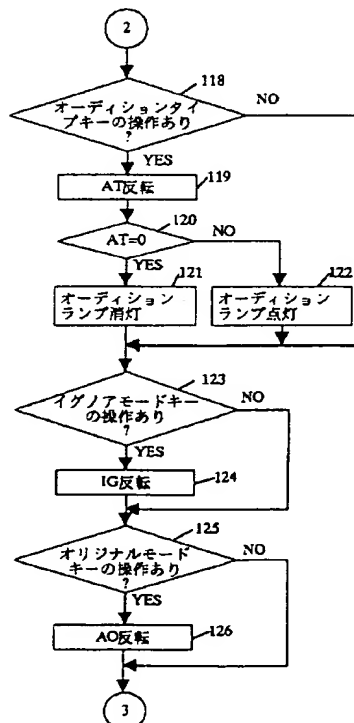 2
118
オーディションタイ
プキーの操作あり
?
NO
YES
AT反転
119
120
AT=0
NO
YES
121
122
オーディション
ランプ消灯
オーディション
ランプ点灯
123
イグノアモードキー
の操作あり
?
NO
YES
IG反転
124
125
オリジナルモード
キーの操作あり
?
NO
YES
AO反転
126
3